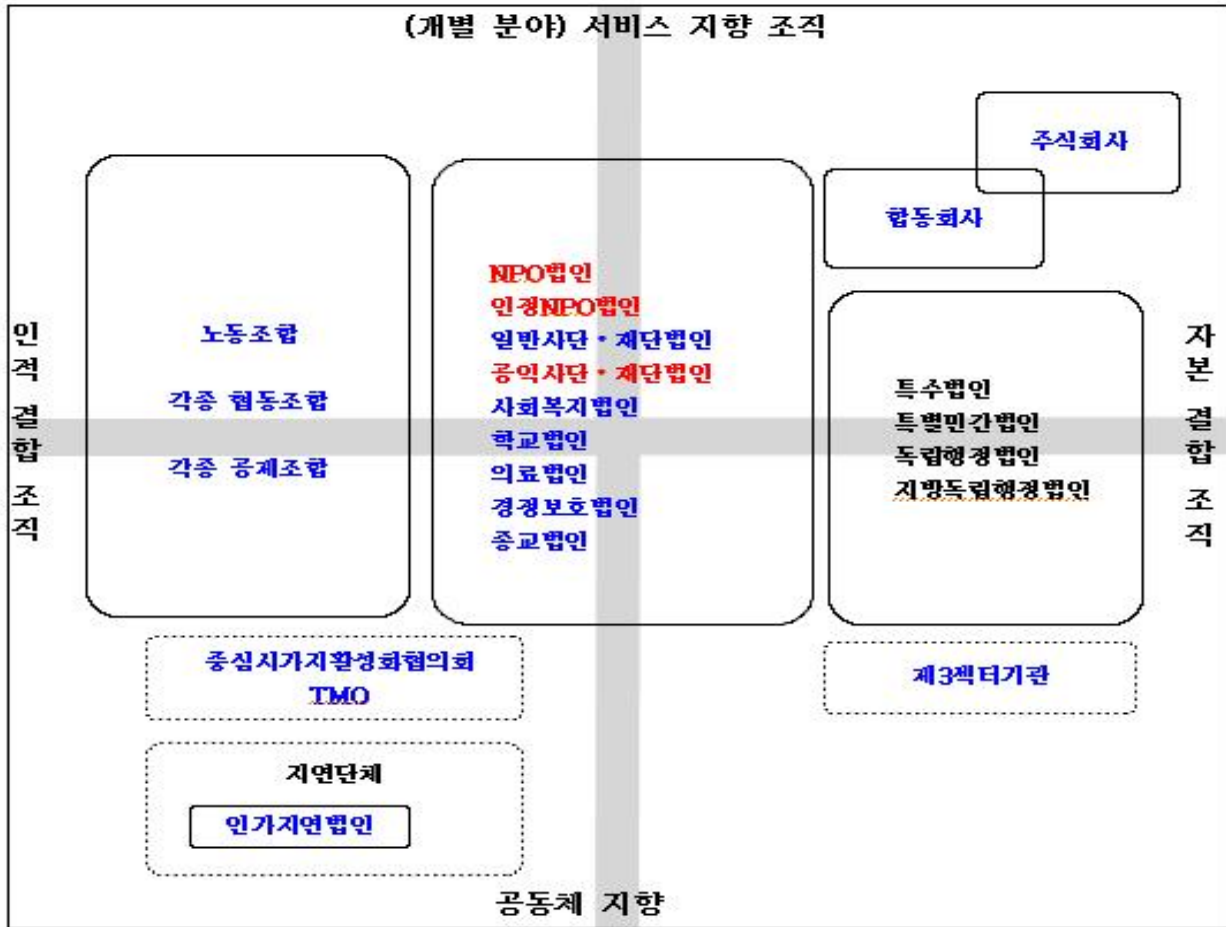 (개별 분야) 서비스 지향 조직
주식회사
합동회사
인적 결합 조직
노동조합
각종 협동조합
각종 공제조합
NPO법인
인정NPO법인
일반사단・재단법인
공익사단・재단법인
사회복지법인
학교법인
의료법인
경정보호법인
종교법인
특수법인
특별민간법인
독립행정법인
지방독립행정법인
자본 결합 조직
중심시가지활성화협의회
TMO
제3섹터기관
지연단체
인가지연법인
공동체 지향